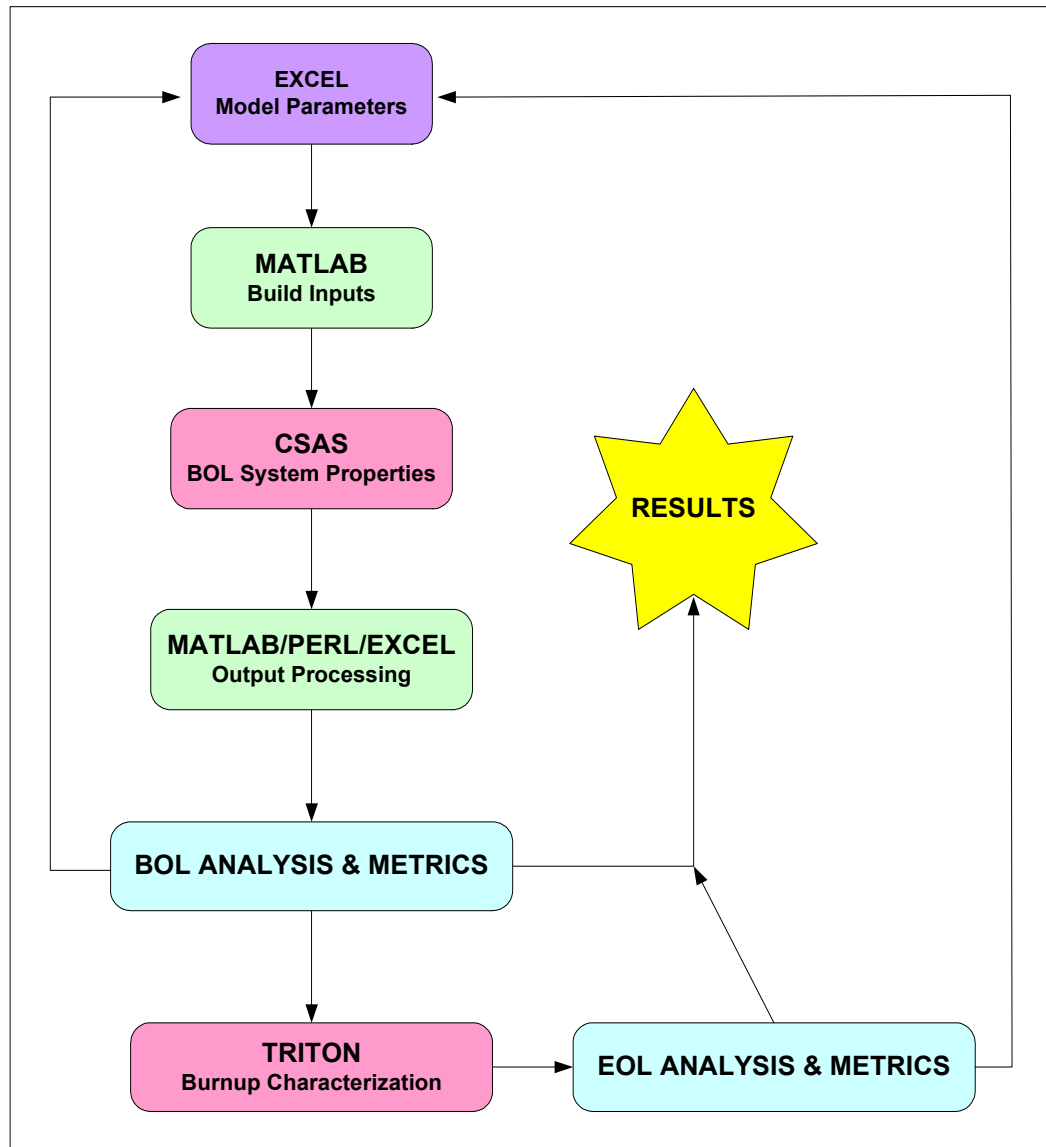 EXCEL
Model Parameters
MATLAB
Build Inputs
CSAS
BOL System Properties
RESULTS
MATLAB/PERL/EXCEL
Output Processing
BOL ANALYSIS & METRICS
TRITON
Burnup Characterization
EOL ANALYSIS & METRICS